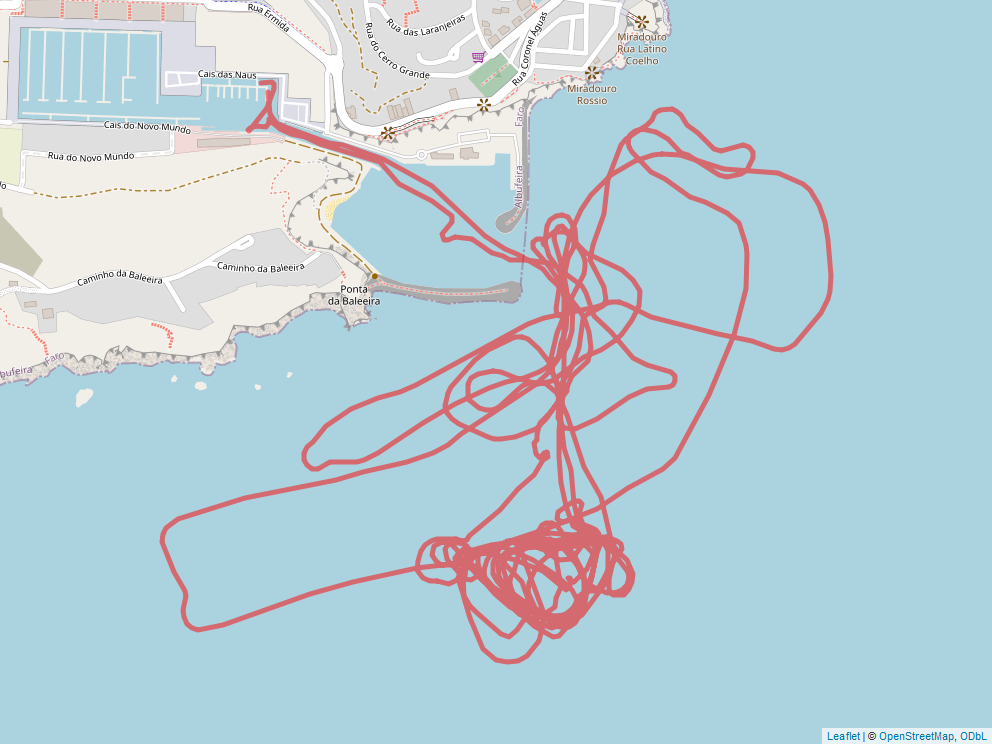 Rua Ermida
Rua das Laranjeiras
Rua do Cerro Grande
Rua Coronel Águas
Miradouro
Rua Latino
Coelho
Miradouro
Rossio
Cais das Naus
Cais do Novo Mundo
Rua do Novo Mundo
do
Faro
Albufeira
Caminho da Baleeira
Caminho da Baleeira
Ponta
da Baleeira
Faro
bufeira
Leaflet | © OpenStreetMap, ODbL